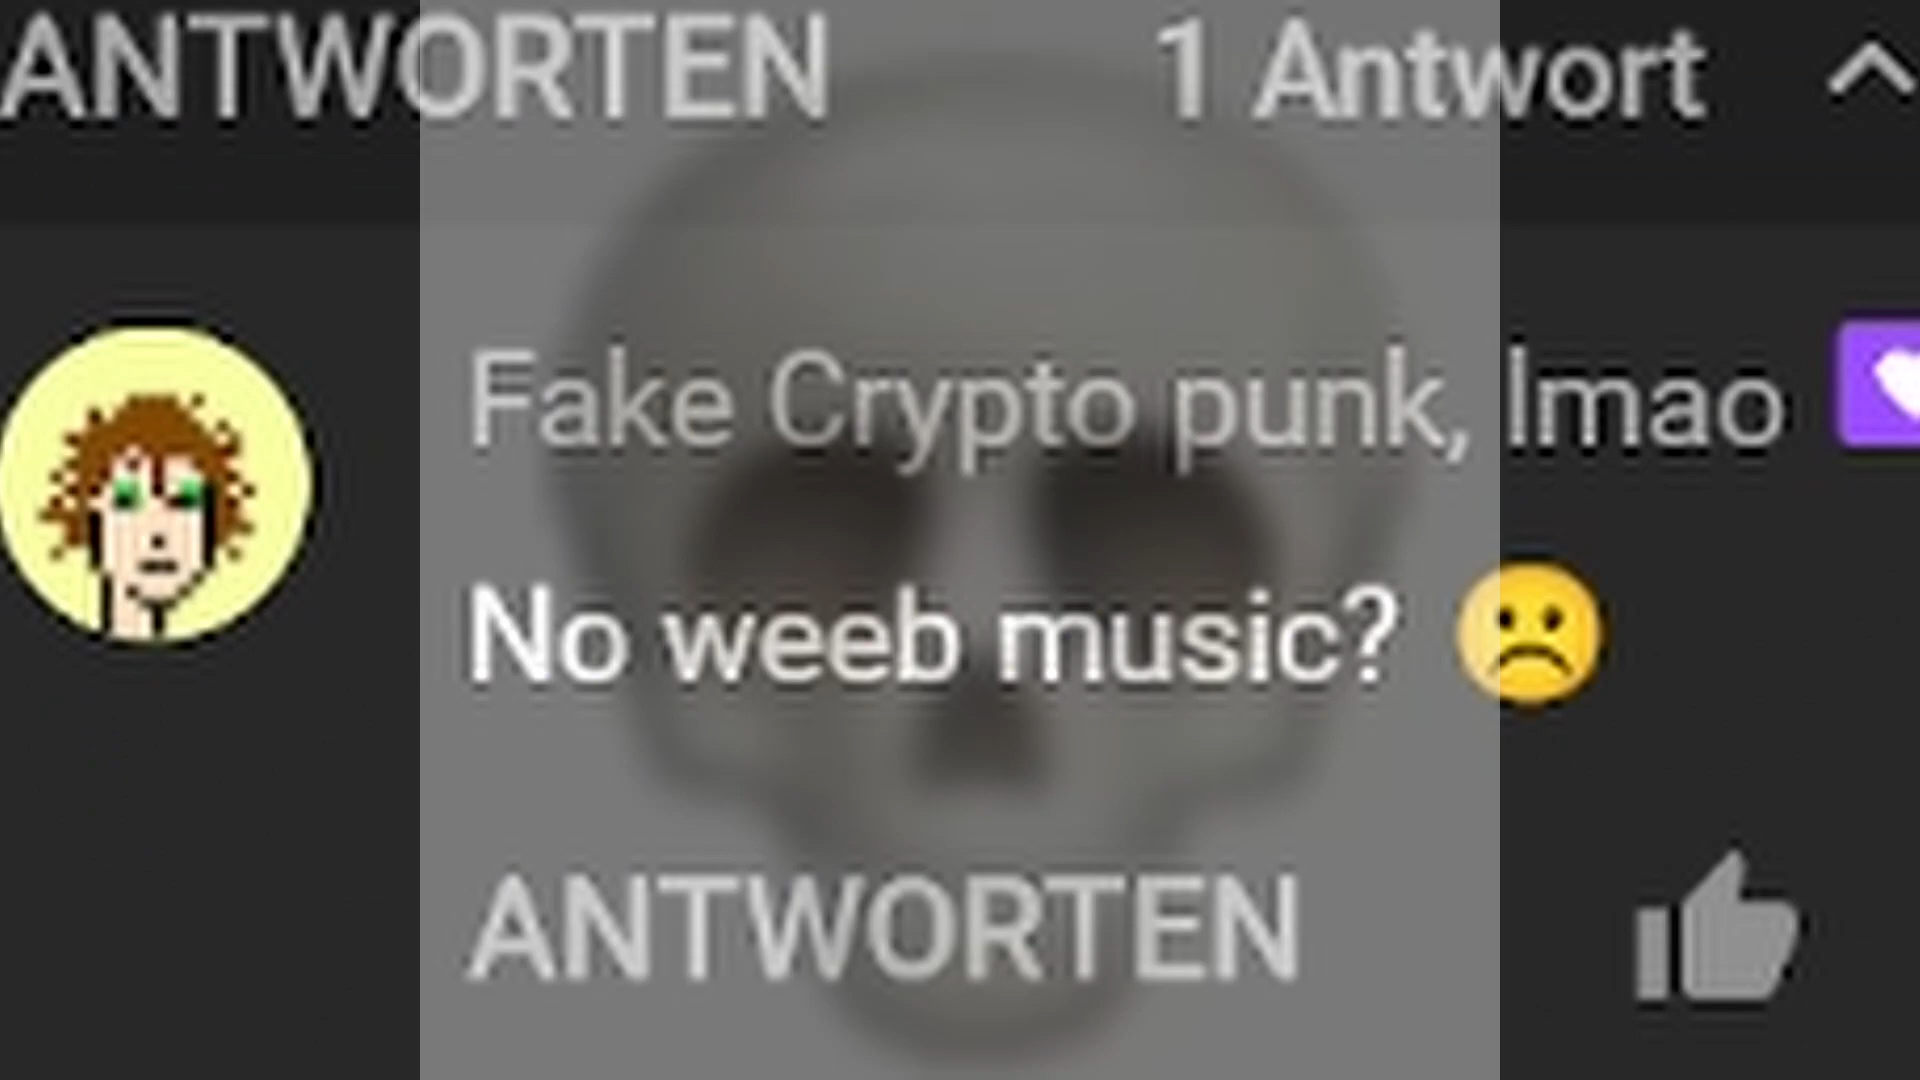 ANTWORTEN 1 Antwort
Fake Crypto punk, lmao
No weeb music? ☹️
ANTWORTEN